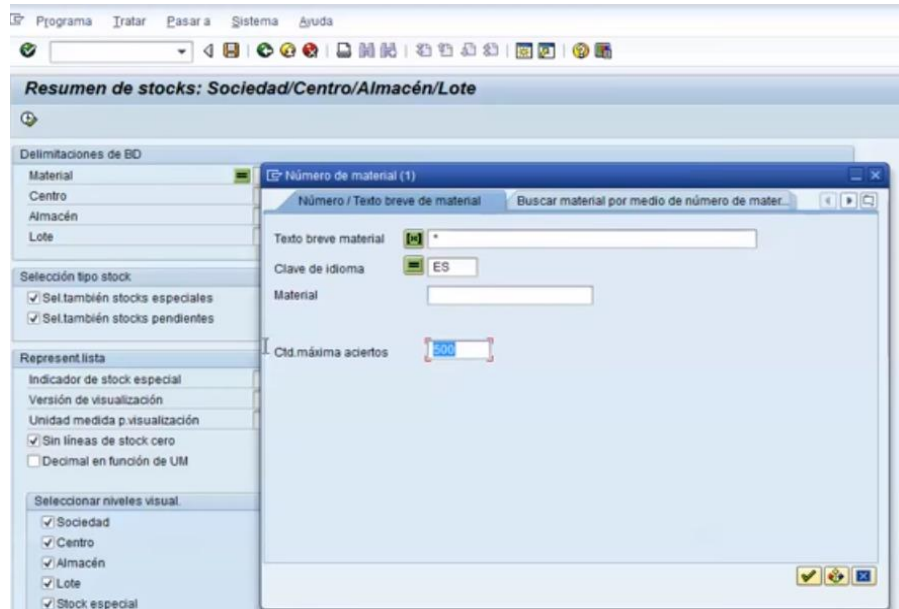 Programa Tratar Pasar a Sistema Ayuda
Resumen de stocks: Sociedad/Centro/Almacén/Lote
Delimitaciones de BD
Material
Centro
Almacén
Lote
Selección tipo stock
Sel.también stocks especiales
Sel.también stocks pendientes
Represent.lista
Indicador de stock especial
Versión de visualización
Unidad medida p.visualización
Sin líneas de stock cero
Decimal en función de UM
Seleccionar niveles visual.
Sociedad
Centro
Almacén
Lote
Stock especial
Número de material (1)
Número / Texto breve de material
Buscar material por medio de número de mater...
Texto breve material *
Clave de idioma ES
Material
Ctd.máxima aciertos 500